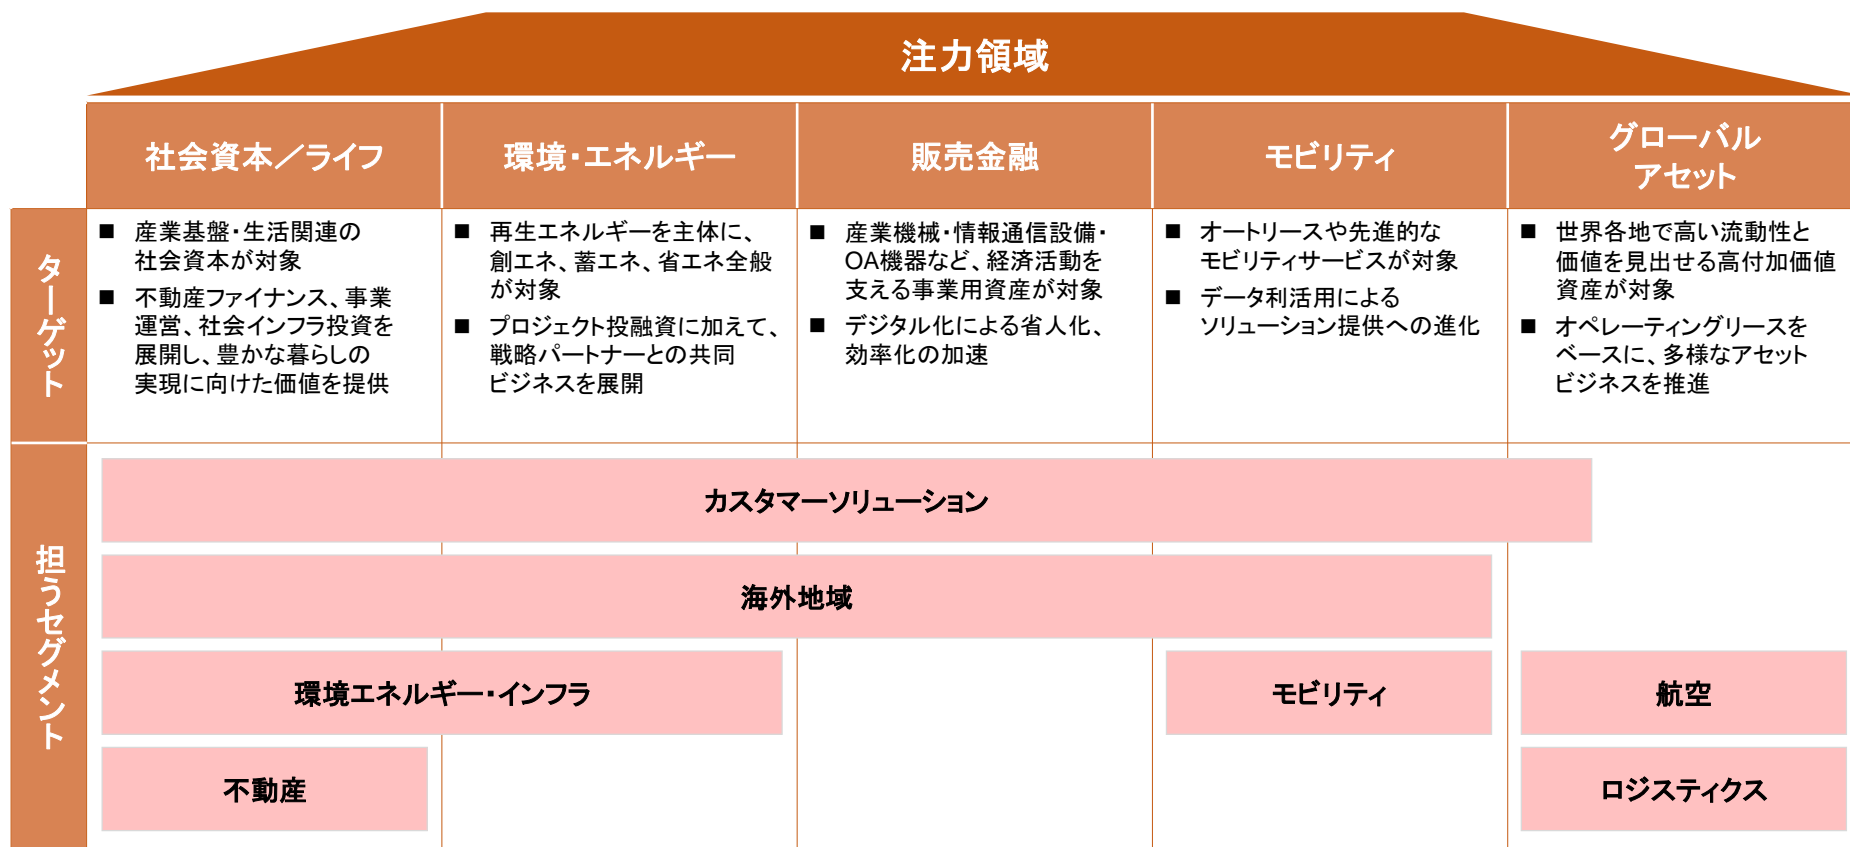 注力領域
社会資本／ライフ
環境・エネルギー
販売金融
モビリティ
グローバル
アセット
ターゲット
■ 産業基盤・生活関連の
社会資本が対象
■ 不動産ファイナンス、事業
運営、社会インフラ投資を
展開し、豊かな暮らしの
実現に向けた価値を提供
■ 再生エネルギーを主体に、
創エネ、蓄エネ、省エネ全般
が対象
■ プロジェクト投融資に加えて、
戦略パートナーとの共同
ビジネスを展開
■ 産業機械・情報通信設備・
OA機器など、経済活動を
支える事業用資産が対象
■ デジタル化による省人化、
効率化の加速
■ オートリースや先進的な
モビリティサービスが対象
■ データ利活用による
ソリューション提供への進化
■ 世界各地で高い流動性と
価値を見出せる高付加価値
資産が対象
■ オペレーティングリースを
ベースに、多様なアセット
ビジネスを推進
担うセグメント
カスタマーソリューション
海外地域
環境エネルギー・インフラ
モビリティ
航空
不動産
ロジスティクス